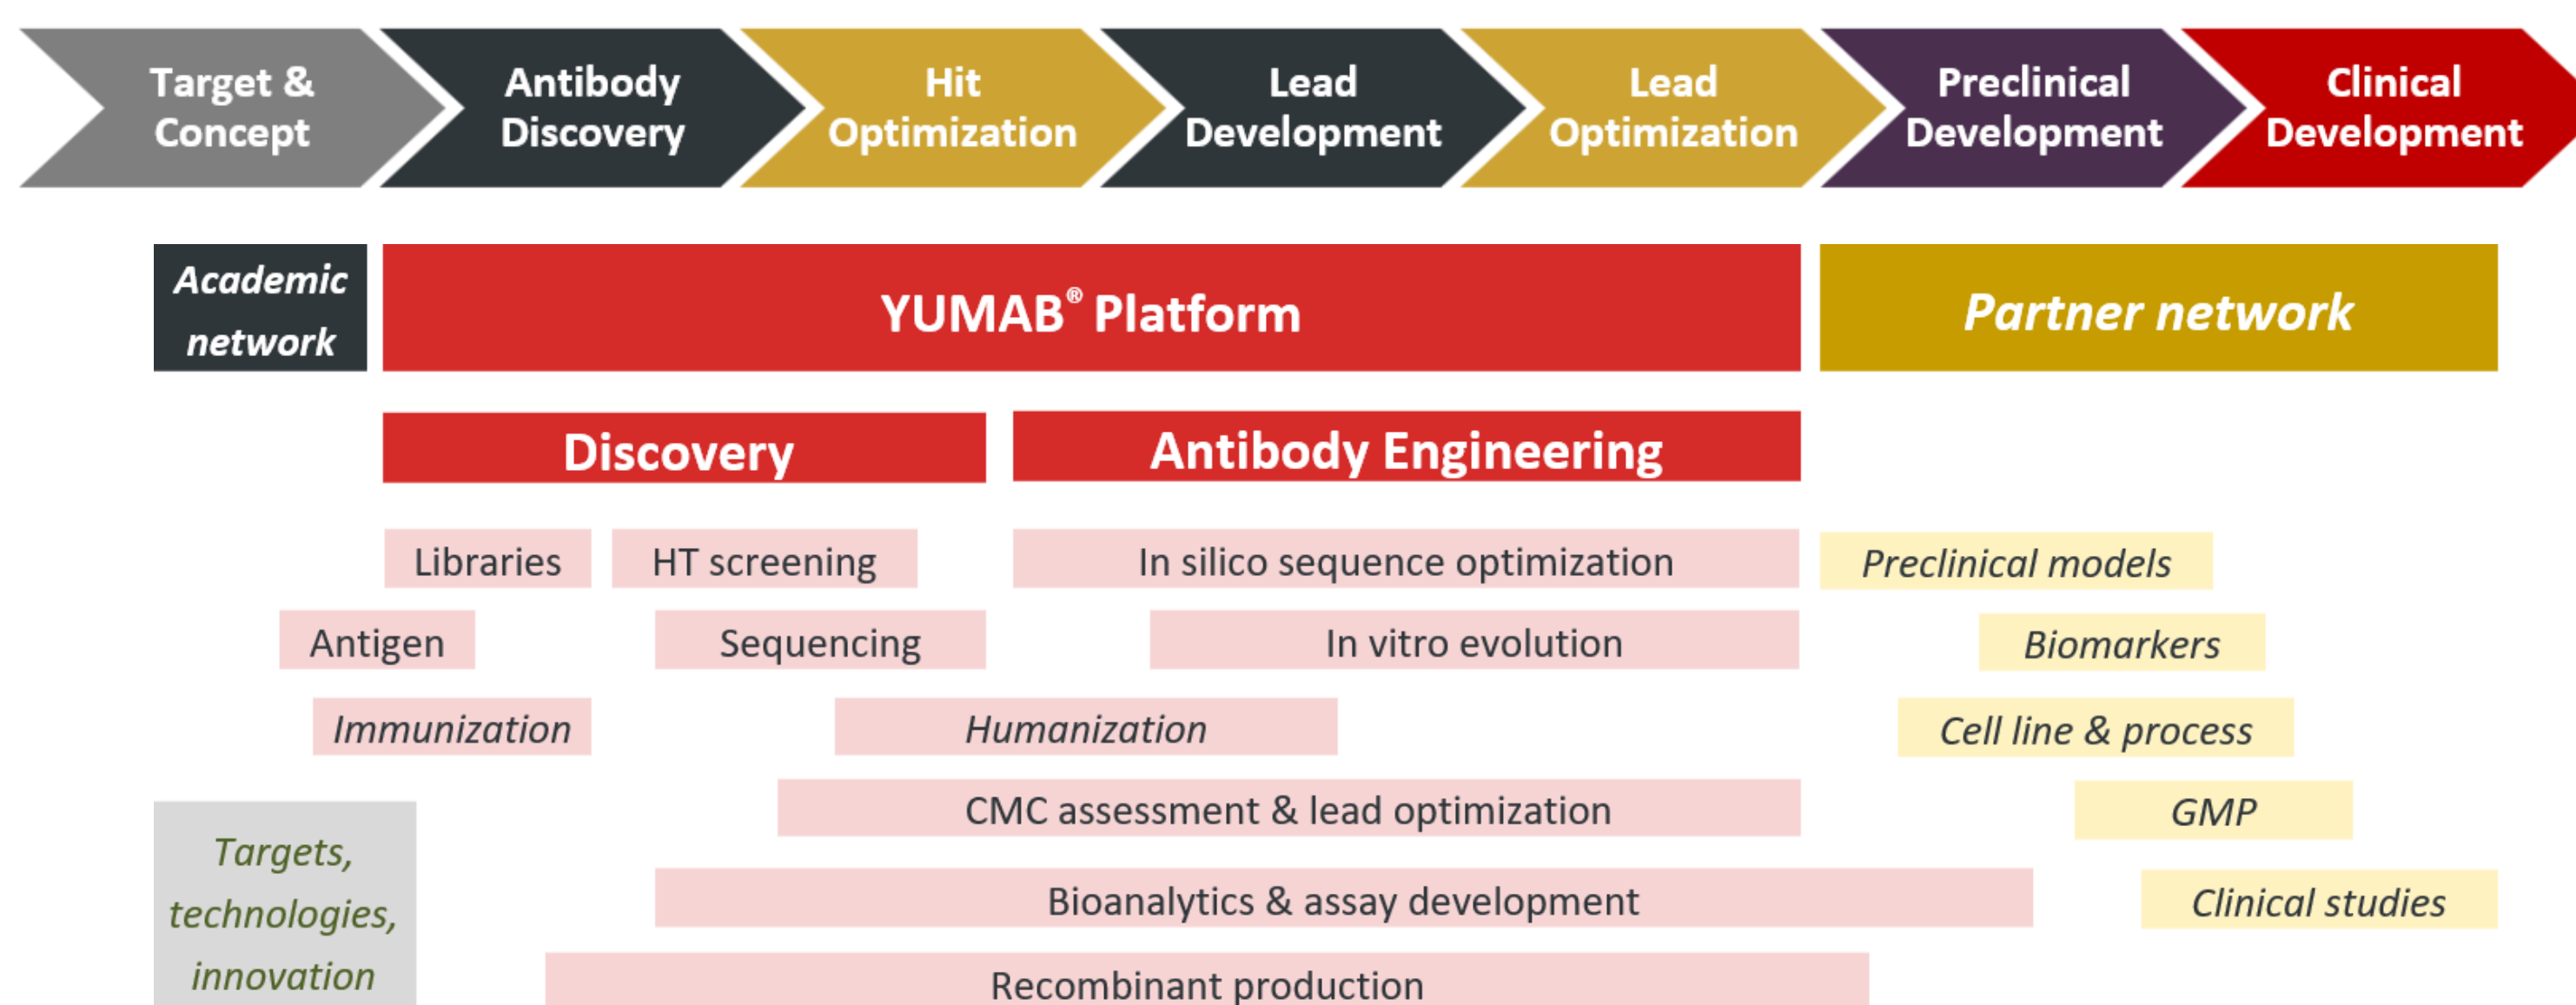 Target &
Concept
Antibody
Discovery
Hit
Optimization
Lead
Development
Lead
Optimization
Preclinical
Development
Clinical
Development
Academic
network
YUMAB® Platform
Partner network
Discovery
Antibody Engineering
Libraries
HT screening
In silico sequence optimization
Preclinical models
Antigen
Sequencing
In vitro evolution
Biomarkers
Immunization
Humanization
Cell line & process
CMC assessment & lead optimization
GMP
Targets,
technologies,
innovation
Bioanalytics & assay development
Clinical studies
Recombinant production